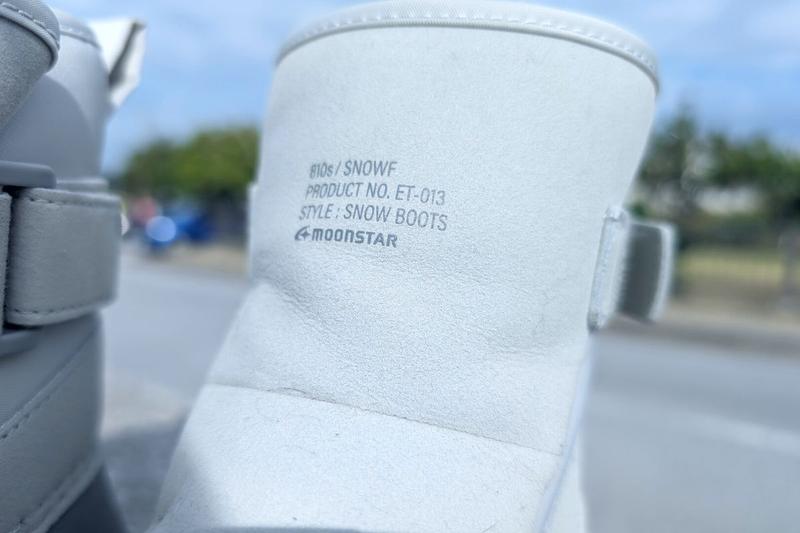 810s / SNOWF
PRODUCT NO. ET-013
STYLE : SNOW BOOTS
MOONSTAR